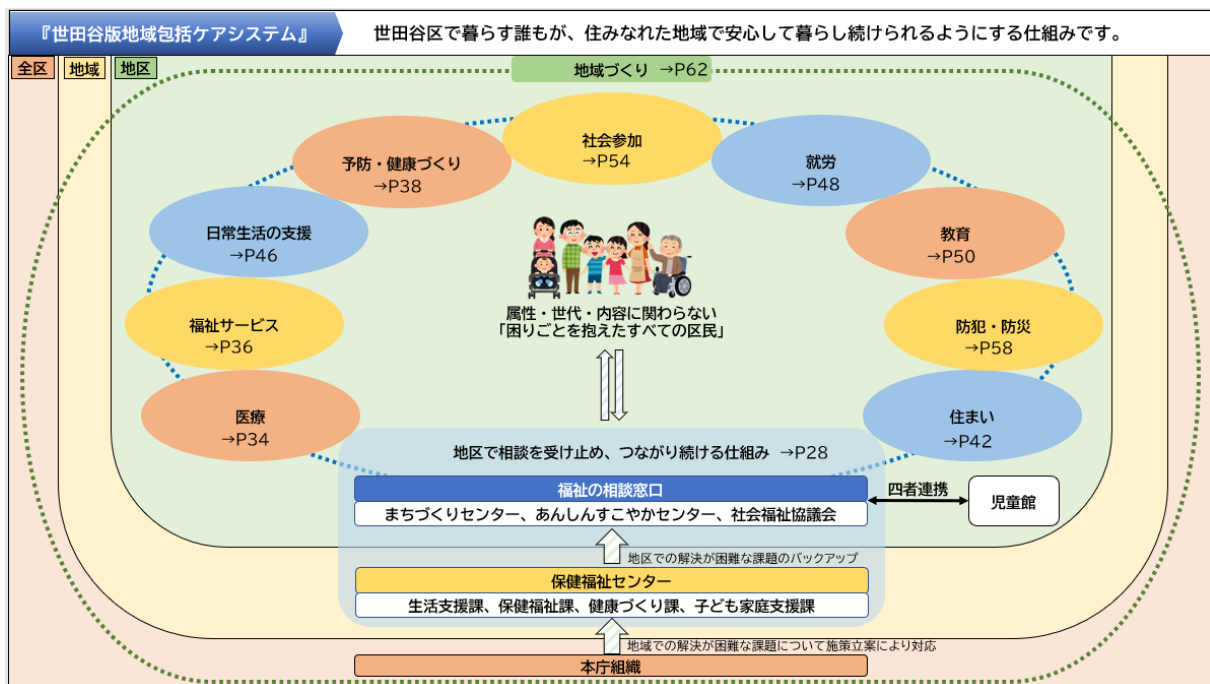 『世田谷版地域包括ケアシステム』
世田谷区で暮らす誰もが、住みなれた地域で安心して暮らし続けられるようにする仕組みです。
全区
地域
地区
地域づくり →P62
社会参加
→P54
予防・健康づくり
→P38
就労
→P48
日常生活の支援
→P46
教育
→P50
福祉サービス
→P36
防犯・防災
→P58
医療
→P34
住まい
→P42
属性・世代・内容に関わらない
「困りごとを抱えたすべての区民」
地区で相談を受け止め、つながり続ける仕組み →P28
福祉の相談窓口
まちづくりセンター、あんしんすこやかセンター、社会福祉協議会
四者連携
児童館
地区での解決が困難な課題のバックアップ
保健福祉センター
生活支援課、保健福祉課、健康づくり課、子ども家庭支援課
地域での解決が困難な課題について施策立案により対応
本庁組織